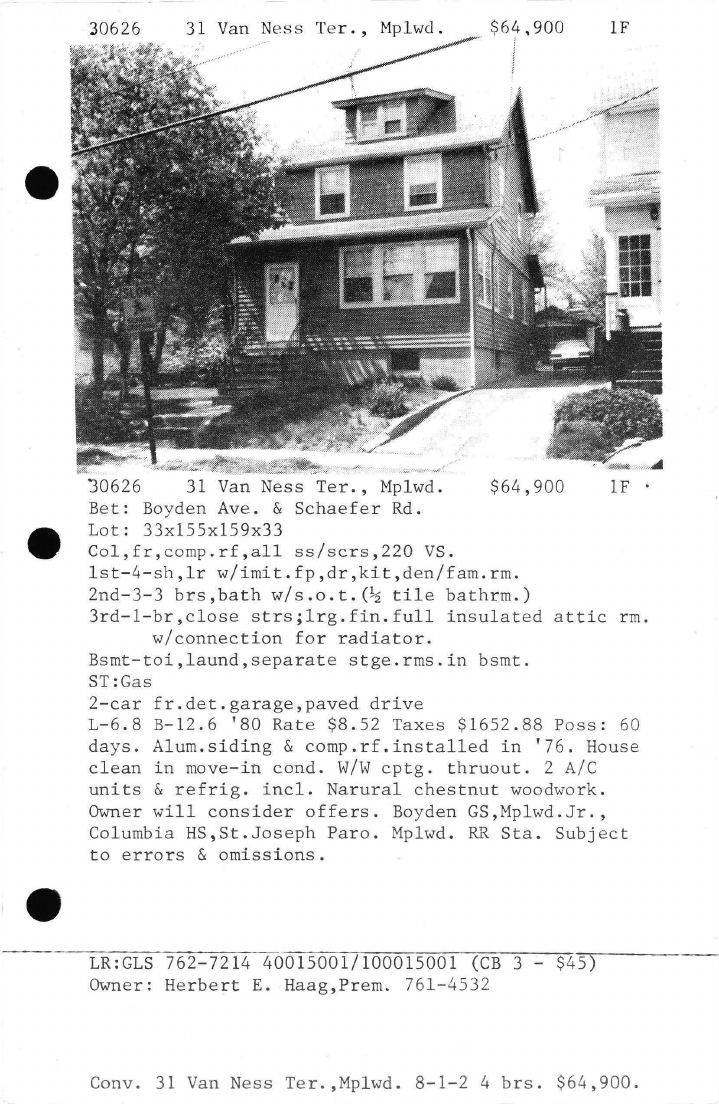 30626 31 Van Ness Ter., Mplwd. $64,900 1F
30626 31 Van Ness Ter., Mplwd. $64,900 1F
Bet: Boyden Ave. & Schaefer Rd.
Lot: 33x155x159x33
Col,fr,comp.rf,all ss/scrs,220 VS.
1st-4-sh,lr w/imit.fp,dr,kit,den/fam.rm.
2nd-3-3 brs,bath w/s.o.t.(½ tile bathrm.)
3rd-1-br,close strs;lrg.fin.full insulated attic rm.
w/connection for radiator.
Bsmt-toi,laund,separate stge.rms.in bsmt.
ST:Gas
2-car fr.det.garage,paved drive
L-6.8 B-12.6 '80 Rate $8.52 Taxes $1652.88 Poss: 60
days. Alum.siding & comp.rf.installed in '76. House
clean in move-in cond. W/W cptg. thruout. 2 A/C
units & refrig. incl. Narural chestnut woodwork.
Owner will consider offers. Boyden GS,Mplwd.Jr.,
Columbia HS,St.Joseph Paro. Mplwd. RR Sta. Subject
to errors & omissions.
LR:GLS 762-7214 40015001/100015001 (CB 3 - $45)
Owner: Herbert E. Haag,Prem. 761-4532
Conv. 31 Van Ness Ter.,Mplwd. 8-1-2 4 brs. $64,900.